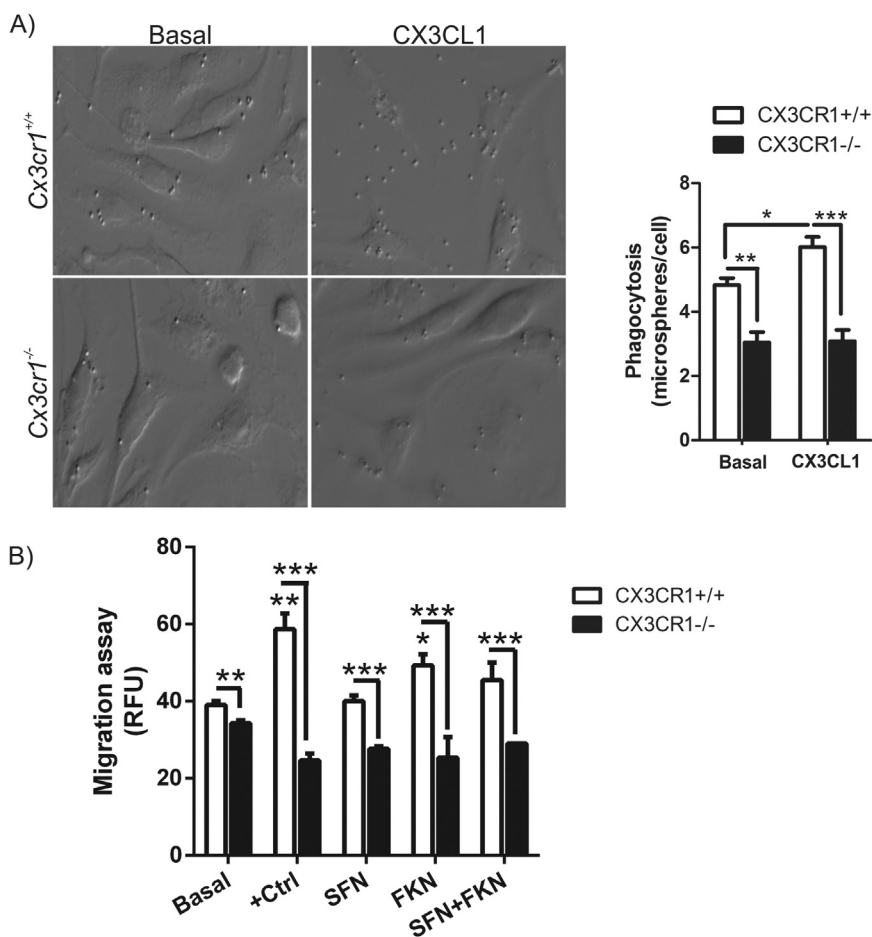 A)
Basal
CX3CL1
Cx3cr1+/+
Cx3cr1-/-
CX3CR1+/+
CX3CR1-/-
Phagocytosis
(microspheres/cell)
8
6
4
2
0
*
**
***
Basal
CX3CL1
B)
Migration assay
(RFU)
80
60
40
20
0
**
***
**
***
***
*
***
Basal
+Ctrl
SFN
FKN
SFN+FKN
CX3CR1+/+
CX3CR1-/-